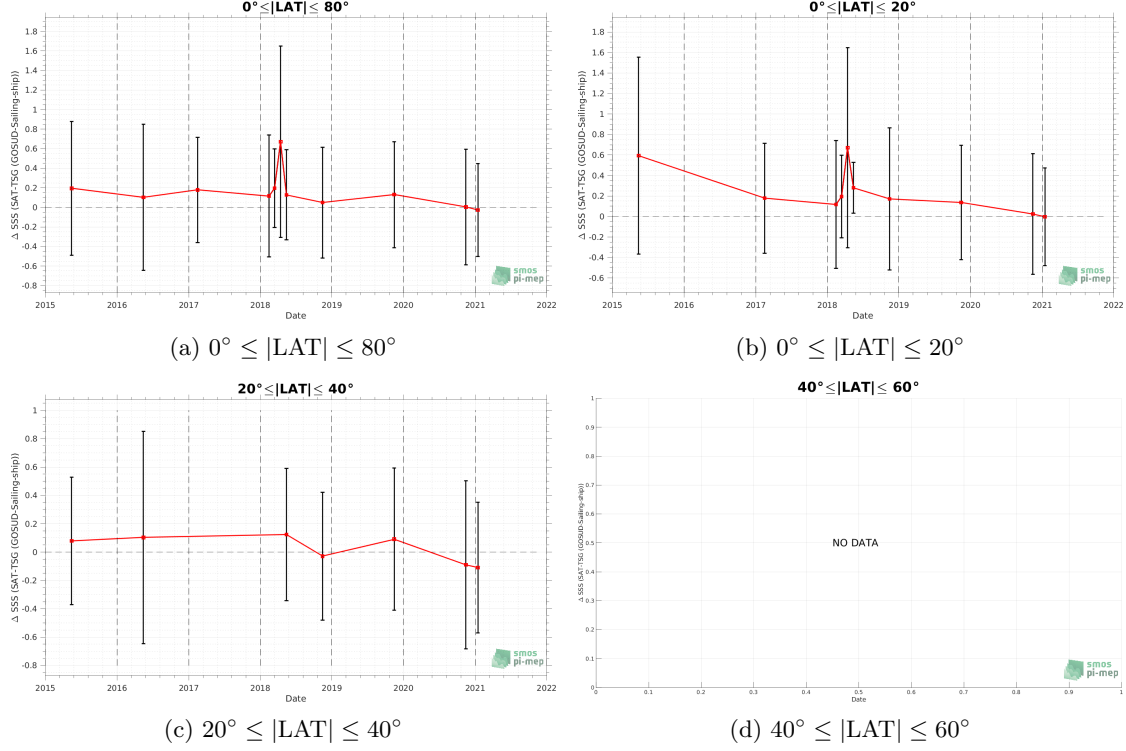 0°≤|LAT|≤ 80°
Δ SSS (SAT-TSG (GOSUD-Sailing-ship))
1.8
1.6
1.4
1.2
1
0.8
0.6
0.4
0.2
0
-0.2
-0.4
-0.6
-0.8
2015 2016 2017 2018 2019 2020 2021 2022
Date
smos
pi-mep
(a) 0° ≤ |LAT| ≤ 80°
0°≤|LAT|≤ 20°
Δ SSS (SAT-TSG (GOSUD-Sailing-ship))
1.8
1.6
1.4
1.2
1
0.8
0.6
0.4
0.2
0
-0.2
-0.4
-0.6
2015 2016 2017 2018 2019 2020 2021 2022
Date
smos
pi-mep
(b) 0° ≤ |LAT| ≤ 20°
20°≤|LAT|≤ 40°
Δ SSS (SAT-TSG (GOSUD-Sailing-ship))
1
0.8
0.6
0.4
0.2
0
-0.2
-0.4
-0.6
-0.8
2015 2016 2017 2018 2019 2020 2021 2022
Date
smos
pi-mep
(c) 20° ≤ |LAT| ≤ 40°
40°≤|LAT|≤ 60°
Δ SSS (SAT-TSG (GOSUD-Sailing-ship))
1
0.9
0.8
0.7
0.6
0.5
0.4
0.3
0.2
0.1
0
NO DATA
0 0.1 0.2 0.3 0.4 0.5 0.6 0.7 0.8 0.9 1
Date
smos
pi-mep
(d) 40° ≤ |LAT| ≤ 60°